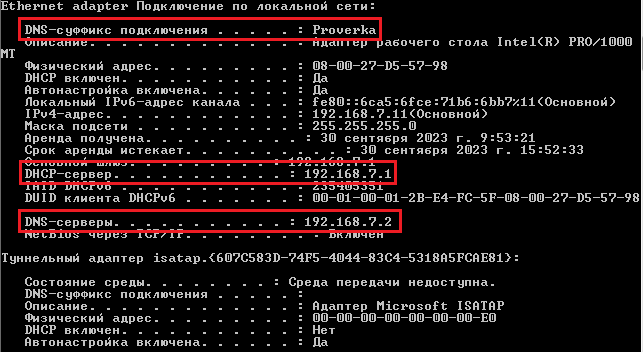 Ethernet adapter Подключение по локальной сети:
DNS-суффикс подключения . . . . . : Proverka
Описание. . . . . . . . . . . . . : Адаптер рабочего стола Intel(R) PRO/1000
MT
Физический адрес. . . . . . . . . : 08-00-27-D5-57-98
DHCP включен. . . . . . . . . . . : Да
Автонастройка включена. . . . . . : Да
Локальный IPv6-адрес канала . . . : fe80::6ca5:6fce:71b6:6bb7%11(Основной)
IPv4-адрес. . . . . . . . . . . . : 192.168.7.11(Основной)
Маска подсети . . . . . . . . . . : 255.255.255.0
Аренда получена. . . . . . . . . . : 30 сентября 2023 г. 9:53:21
Срок аренды истекает. . . . . . . . . . : 30 сентября 2023 г. 15:52:33
Основной шлюз. . . . . . . . . : 192.168.7.1
DHCP-сервер. . . . . . . . . . . : 192.168.7.1
IAID DHCPv6 . . . . . . . . . . . : 235405351
DUID клиента DHCPv6 . . . . . . . : 00-01-00-01-2B-E4-FC-5F-08-00-27-D5-57-98
DNS-серверы. . . . . . . . . . . : 192.168.7.2
NetBios через TCP/IP. . . . . . . . : Включен
Туннельный адаптер isatap.{607C583D-74F5-4044-83C4-5318A5FCAE81}:
Состояние среды. . . . . . . . : Среда передачи недоступна.
DNS-суффикс подключения . . . . . :
Описание. . . . . . . . . . . . . : Адаптер Microsoft ISATAP
Физический адрес. . . . . . . . . : 00-00-00-00-00-00-00-E0
DHCP включен. . . . . . . . . . . : Нет
Автонастройка включена. . . . . . : Да